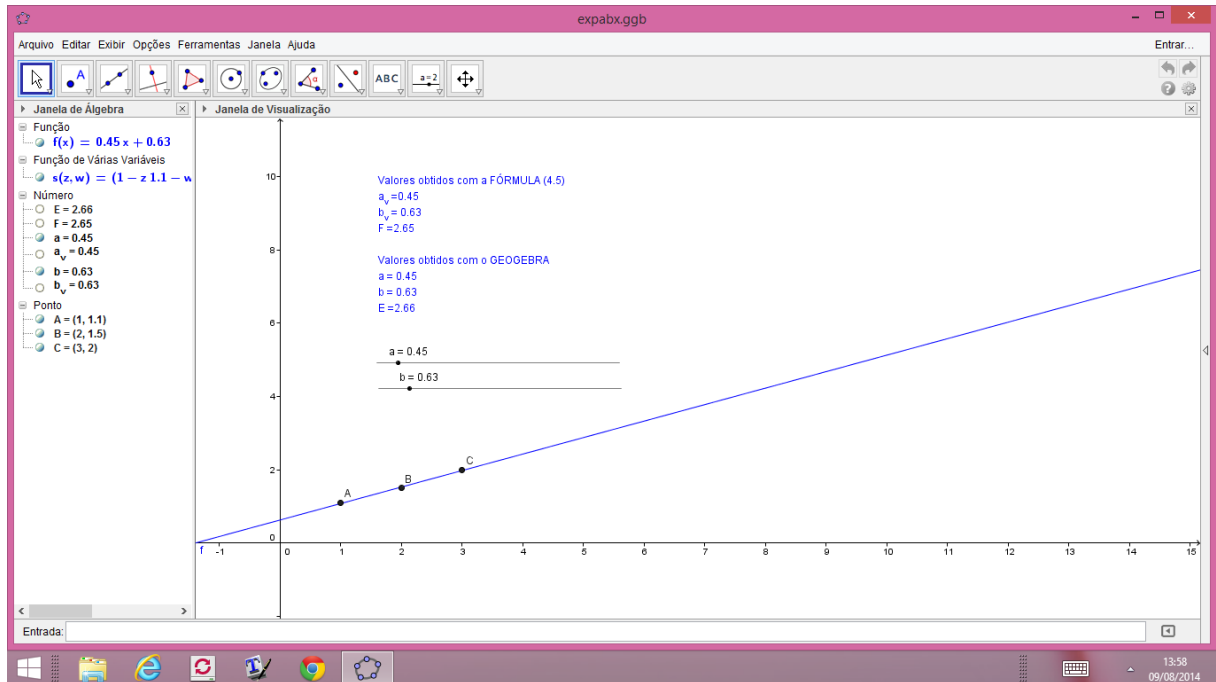 expabx.ggb
Arquivo Editar Exibir Opções Ferramentas Janela Ajuda
Entrar...
A
α
ABC
a=2
Janela de Álgebra
Janela de Visualização
Função
f(x) = 0.45 x + 0.63
Função de Várias Variáveis
s(z, w) = (1 − z 1.1 − w
Número
E = 2.66
F = 2.65
a = 0.45
a_v = 0.45
b = 0.63
b_v = 0.63
Ponto
A = (1, 1.1)
B = (2, 1.5)
C = (3, 2)
Valores obtidos com a FÓRMULA (4.5)
a_v =0.45
b_v = 0.63
F =2.65
Valores obtidos com o GEOGEBRA
a = 0.45
b = 0.63
E =2.66
a = 0.45
b = 0.63
10
8
6
4
2
0
A
B
C
f
-1 0 1 2 3 4 5 6 7 8 9 10 11 12 13 14 15
Entrada:
13:58
09/08/2014